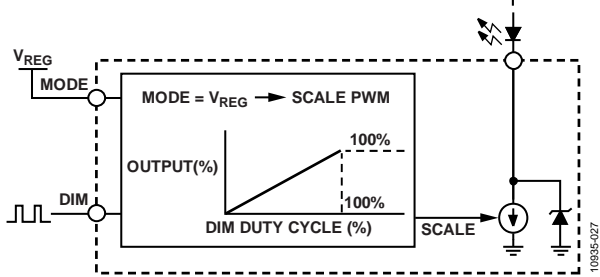 VREG
MODE
MODE = VREG → SCALE PWM
100%
OUTPUT(%)
100%
DIM
DIM DUTY CYCLE (%)
SCALE
10935-027